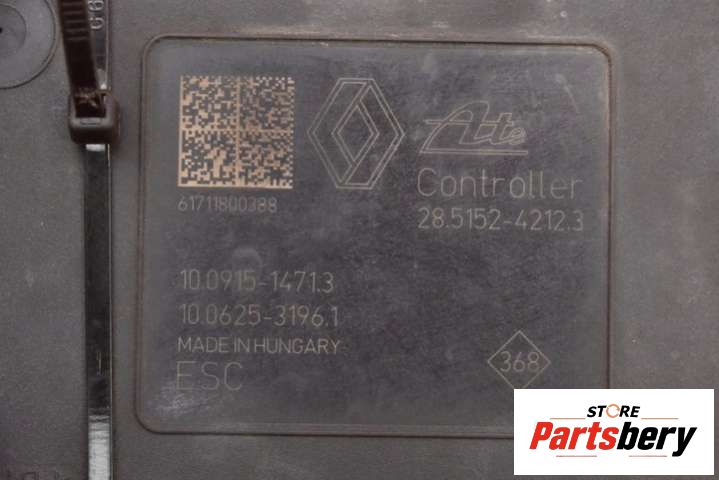 Ate
Controller
28.5152-4212.3
61711800388
10.0915-1471.3
10.0625-3196.1
MADE IN HUNGARY
ESC
368
STORE
Partsbery